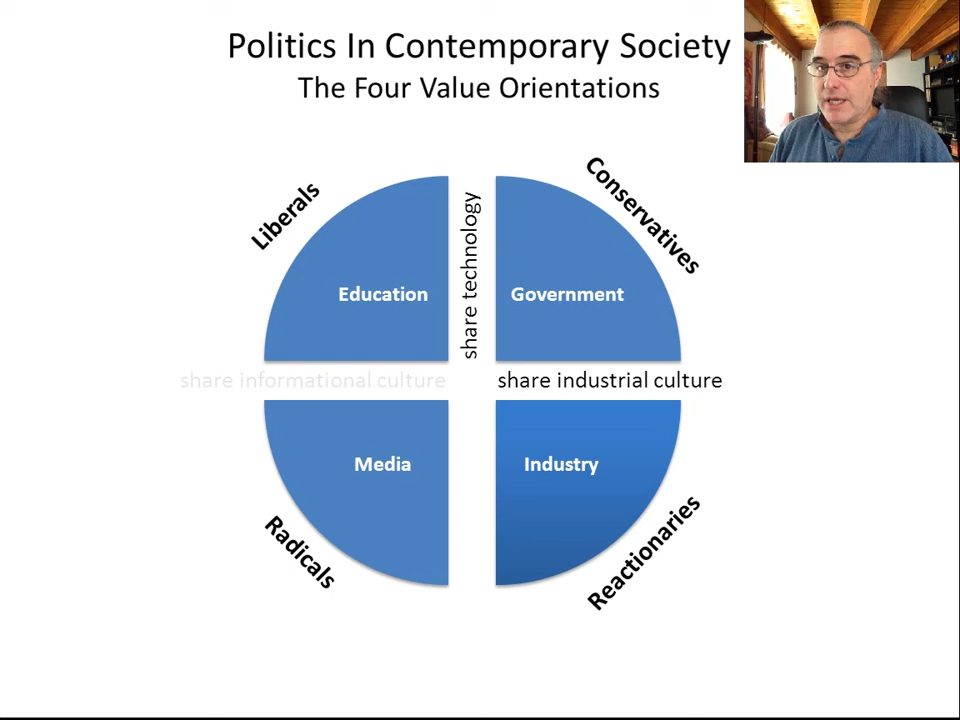 Politics In Contemporary Society
The Four Value Orientations
Liberals
Conservatives
share technology
Education
Government
share informational culture
share industrial culture
Media
Industry
Radicals
Reactionaries